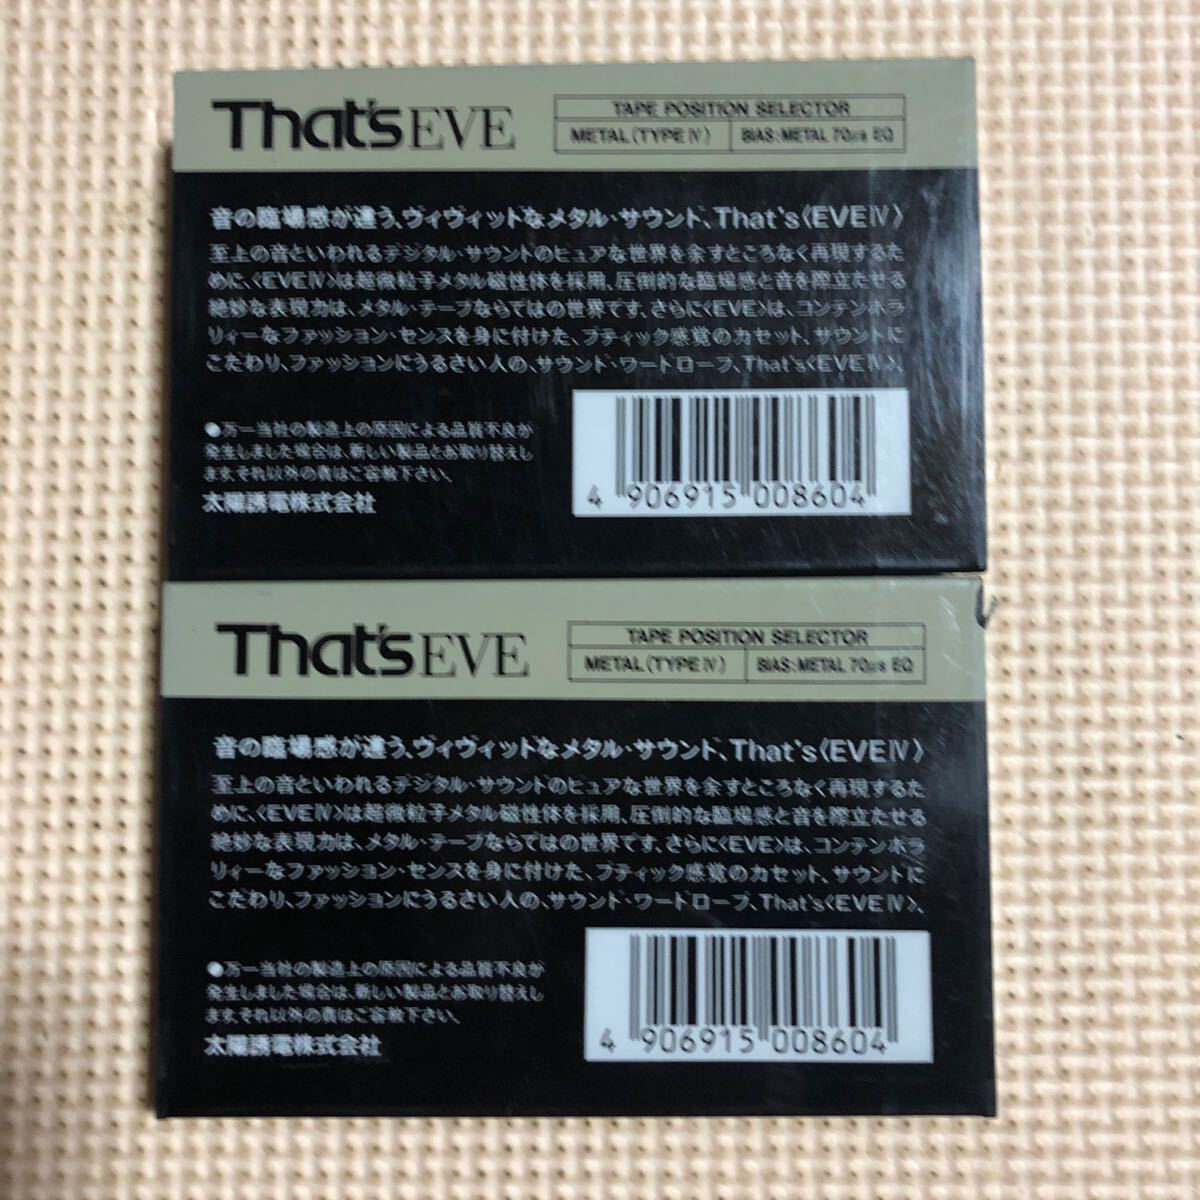 That's EVE
TAPE POSITION SELECTOR
METAL(TYPE IV) BIAS:METAL 70μs EQ
音の臨場感が違う、ヴィヴィットなメタル・サウンド、That's〈EVEⅣ〉
至上の音といわれるデジタル・サウンドのピュアな世界を余すところなく再現するた
めに、〈EVEⅣ〉は超微粒子メタル磁性体を採用、圧倒的な臨場感と音を際立たせる
絶妙な表現力は、メタル・テープならではの世界です。さらに〈EVE〉は、コンテンポラ
リィーなファッション・センスを身に付けた、ブティック感覚のカセット、サウンドに
こだわり、ファッションにうるさい人の、サウンド・ワードローブ、That's〈EVEⅣ〉、
●万一当社の製造上の原因による品質不良が
発生しました場合は、新しい製品とお取り替えし
ます。それ以外の責はご容赦下さい。
太陽誘電株式会社
4 906915 008604
That's EVE
TAPE POSITION SELECTOR
METAL(TYPE IV) BIAS:METAL 70μs EQ
音の臨場感が違う、ヴィヴィットなメタル・サウンド、That's〈EVEⅣ〉
至上の音といわれるデジタル・サウンドのピュアな世界を余すところなく再現するた
めに、〈EVEⅣ〉は超微粒子メタル磁性体を採用、圧倒的な臨場感と音を際立たせる
絶妙な表現力は、メタル・テープならではの世界です。さらに〈EVE〉は、コンテンポラ
リィーなファッション・センスを身に付けた、ブティック感覚のカセット、サウンドに
こだわり、ファッションにうるさい人の、サウンド・ワードローブ、That's〈EVEⅣ〉、
●万一当社の製造上の原因による品質不良が
発生しました場合は、新しい製品とお取り替えし
ます。それ以外の責はご容赦下さい。
太陽誘電株式会社
4 906915 008604